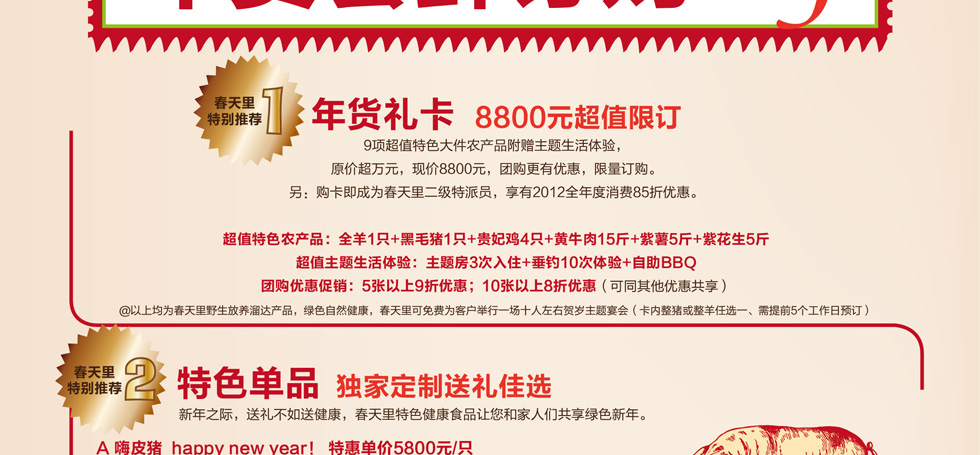 春天里
特别推荐 1
年货礼卡 8800元超值限订
9项超值特色大件农产品附赠主题生活体验，
原价超万元，现价8800元，团购更有优惠，限量订购。
另：购卡即成为春天里二级特派员，享有2012全年度消费85折优惠。
超值特色农产品：全羊1只+黑毛猪1只+贵妃鸡4只+黄牛肉15斤+紫薯5斤+紫花生5斤
超值主题生活体验：主题房3次入住+垂钓10次体验+自助BBQ
团购优惠促销：5张以上9折优惠；10张以上8折优惠（可同其他优惠共享）
@以上均为春天里野生放养溜达产品，绿色自然健康，春天里可免费为客户举行一场十人左右贺岁主题宴会（卡内整猪或整羊任选一、需提前5个工作日预订）
春天里
特别推荐 2
特色单品 独家定制送礼佳选
新年之际，送礼不如送健康，春天里特色健康食品让您和家人们共享绿色新年。
A 嗨皮猪 happy new year! 特惠单价5800元/只